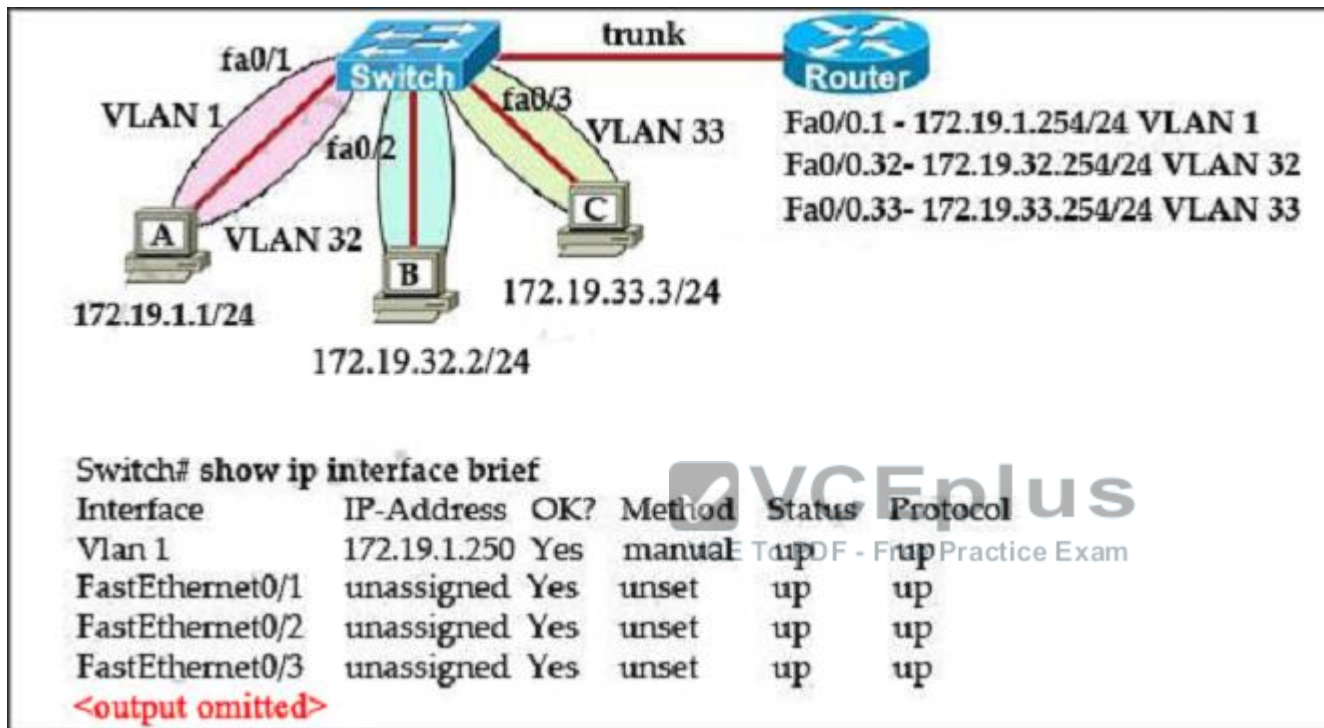 trunk
fa0/1
Switch
Router
fa0/3
VLAN 1
VLAN 33
fa0/2
Fa0/0.1 - 172.19.1.254/24 VLAN 1
Fa0/0.32- 172.19.32.254/24 VLAN 32
Fa0/0.33- 172.19.33.254/24 VLAN 33
A
VLAN 32
B
C
172.19.1.1/24
172.19.33.3/24
172.19.32.2/24
Switch# show ip interface brief
Interface IP-Address OK? Method Status Protocol
Vlan 1 172.19.1.250 Yes manual up up
FastEthernet0/1 unassigned Yes unset up up
FastEthernet0/2 unassigned Yes unset up up
FastEthernet0/3 unassigned Yes unset up up
<output omitted>
VCEplus
To PDF - Free Practice Exam